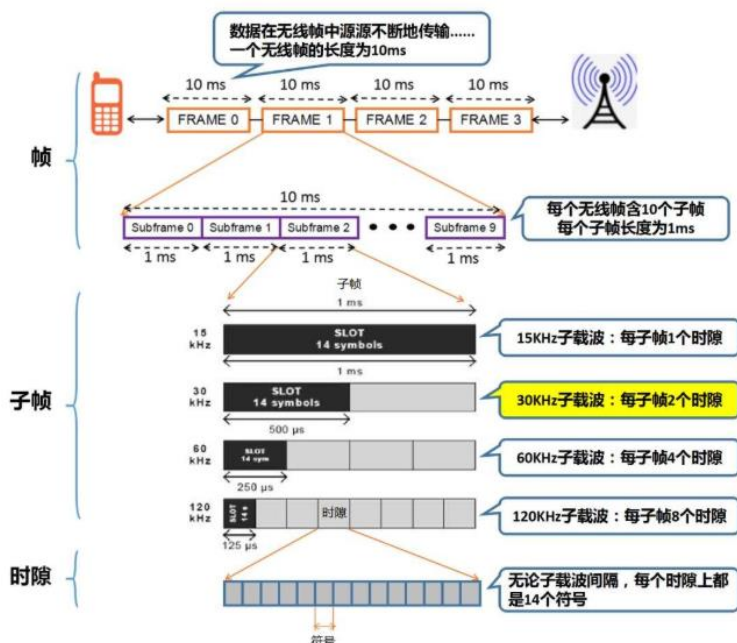 数据在无线帧中源源不断地传输……
一个无线帧的长度为10ms
10 ms 10 ms 10 ms 10 ms
FRAME 0 FRAME 1 FRAME 2 FRAME 3
帧
10 ms
每个无线帧含10个子帧
每个子帧长度为1ms
Subframe 0 Subframe 1 Subframe 2 Subframe 9
1 ms 1 ms 1 ms 1 ms
子帧
1 ms
15 kHz
SLOT
14 symbols
15KHz子载波：每子帧1个时隙
1 ms
30 kHz
SLOT
14 symbols
30KHz子载波：每子帧2个时隙
子帧
500 μs
60 kHz
SLOT
14 sym
60KHz子载波：每子帧4个时隙
250 μs
120 kHz
SLOT
14 s
时隙
120KHz子载波：每子帧8个时隙
125 μs
时隙
无论子载波间隔，每个时隙上都
是14个符号
符号